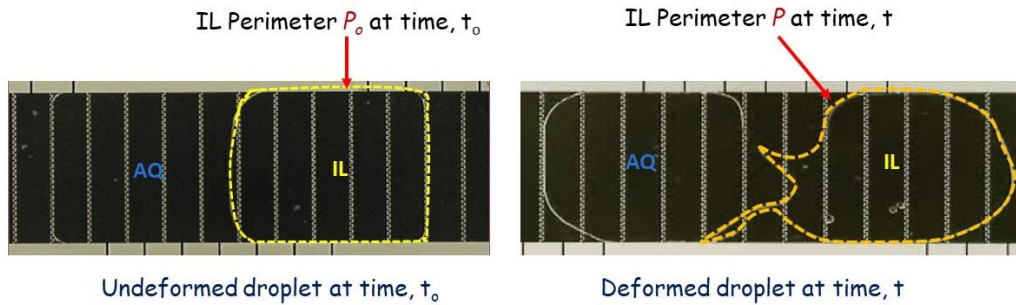 IL Perimeter Pₒ at time, tₒ
IL Perimeter P at time, t
AQ
IL
AQ
IL
Undeformed droplet at time, tₒ
Deformed droplet at time, t